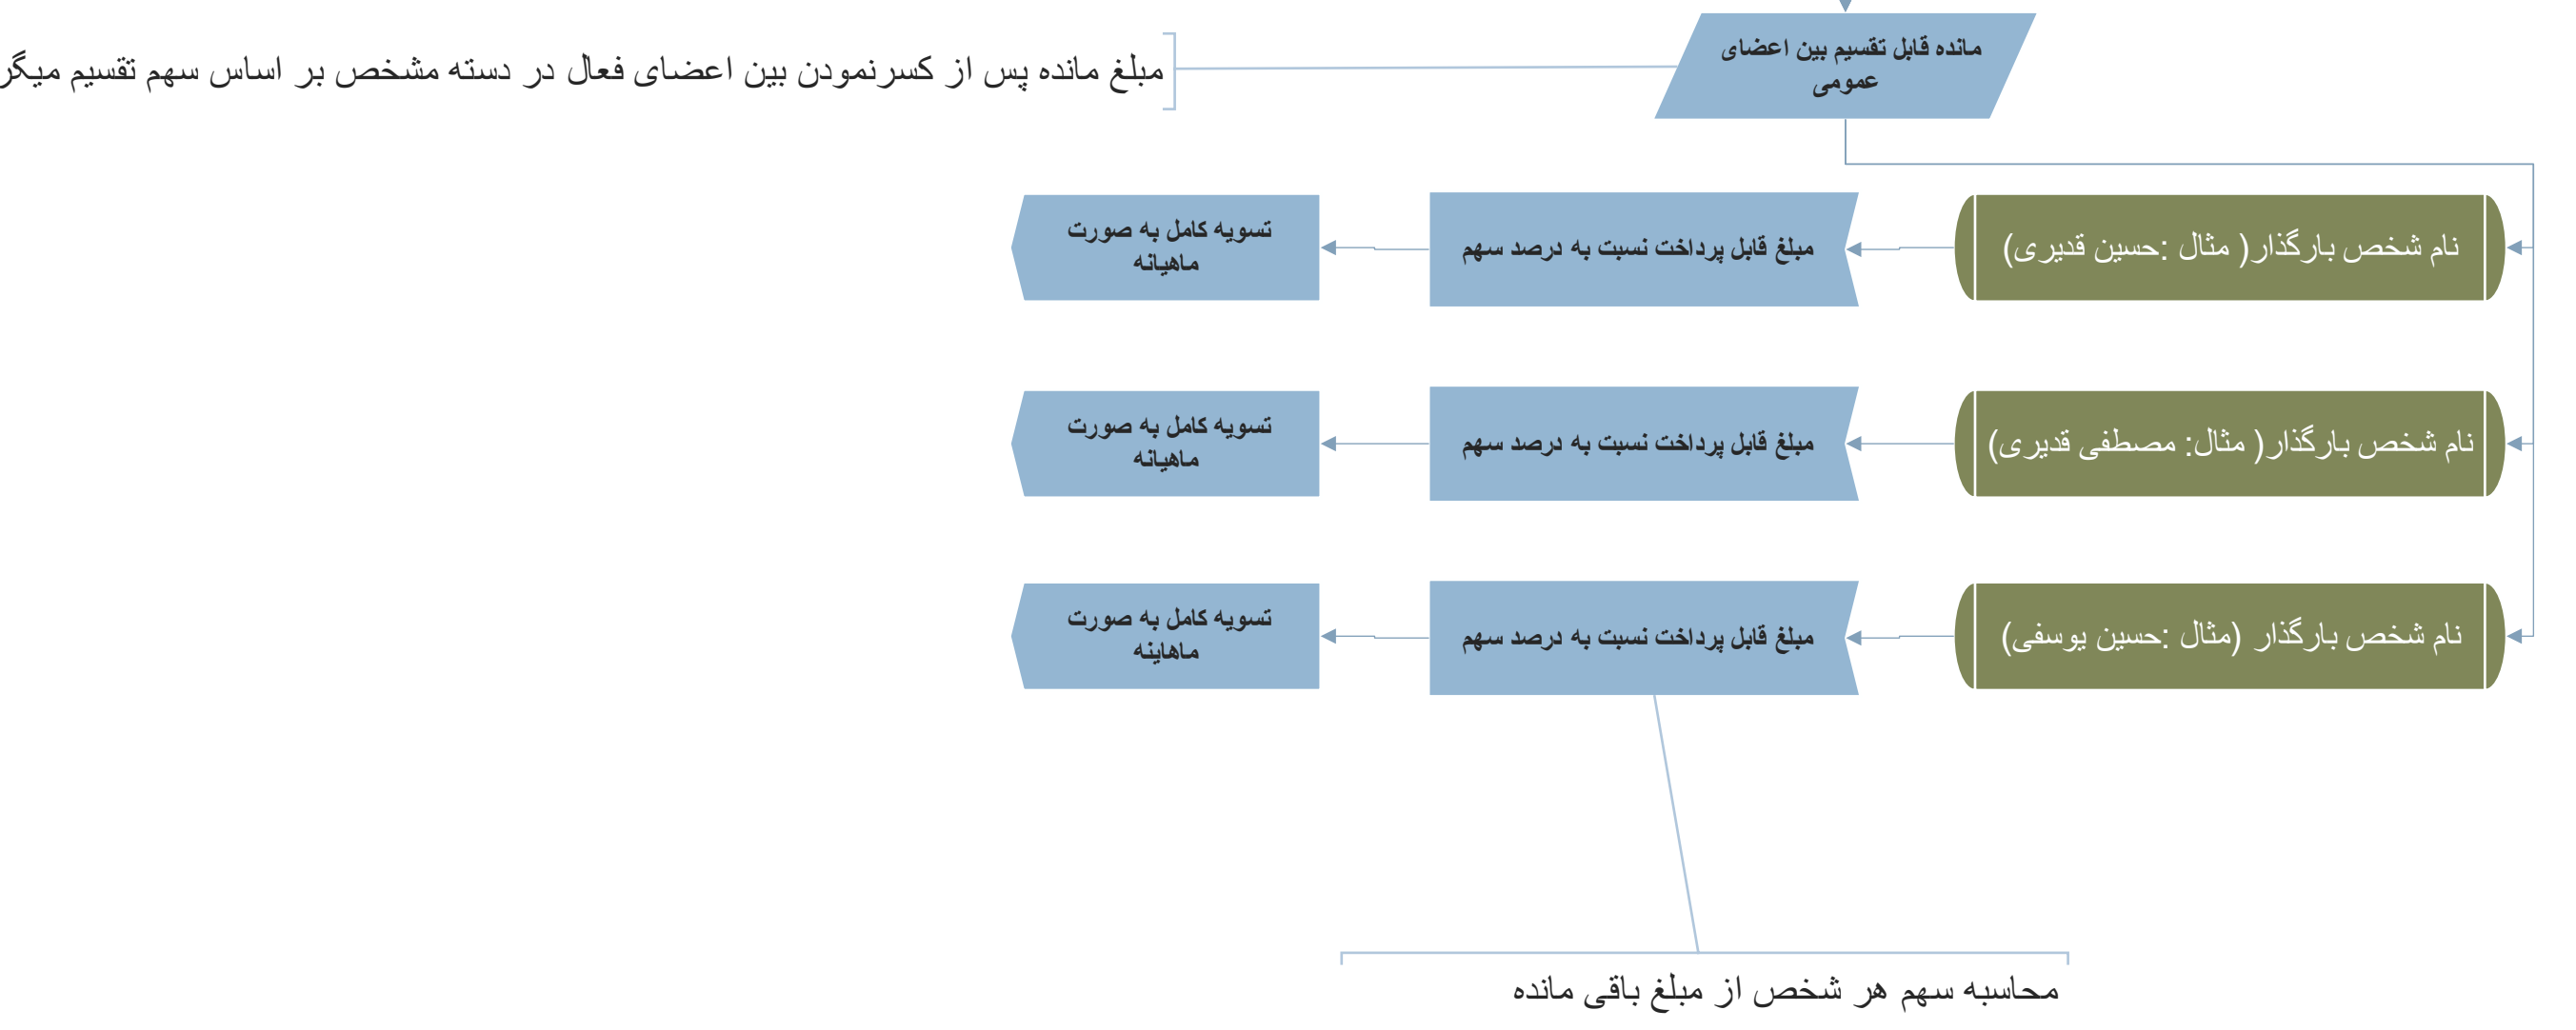 مانده قابل تقسیم بین اعضای
عمومی
مبلغ مانده پس از کسرنمودن بین اعضای فعال در دسته مشخص بر اساس سهم تقسیم
نام شخص بارگذار( مثال :حسین قدیری)
مبلغ قابل پرداخت نسبت به درصد سهم
تسویه کامل به صورت
ماهیانه
نام شخص بارگذار( مثال: مصطفی قدیری)
مبلغ قابل پرداخت نسبت به درصد سهم
تسویه کامل به صورت
ماهیانه
نام شخص بارگذار (مثال :حسین یوسفی)
مبلغ قابل پرداخت نسبت به درصد سهم
تسویه کامل به صورت
ماهاینه
محاسبه سهم هر شخص از مبلغ باقی مانده